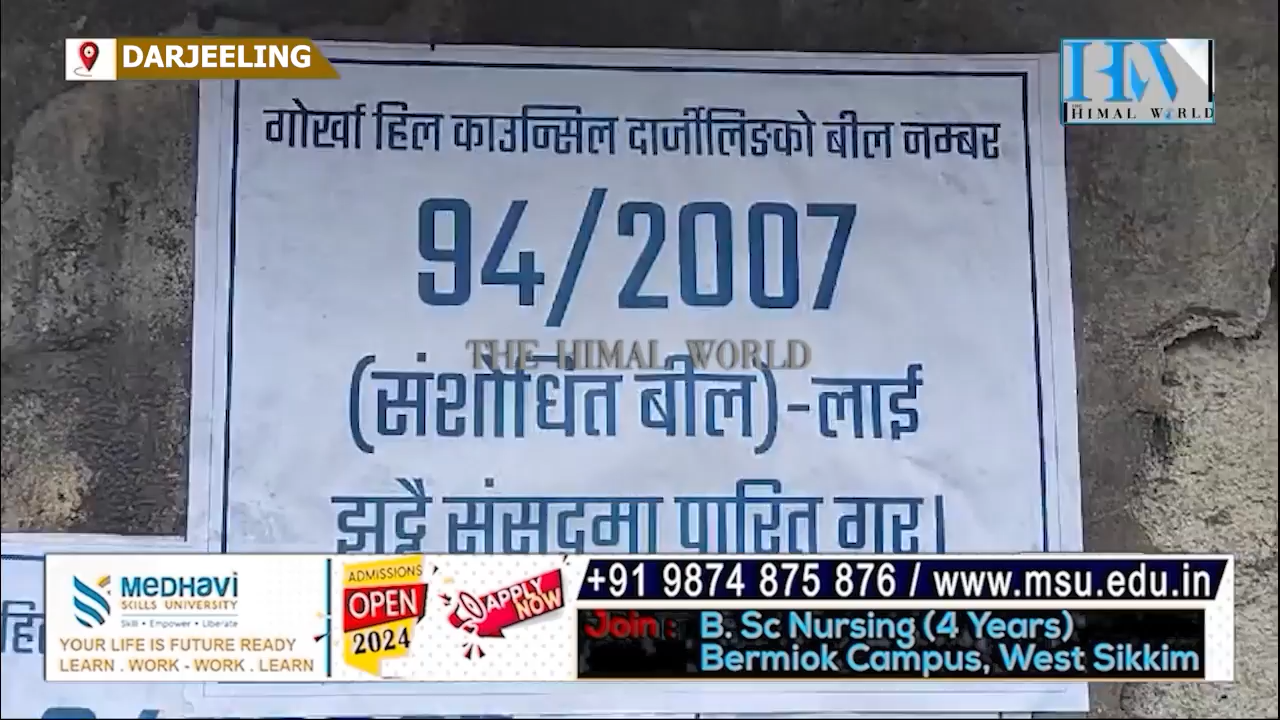 DARJEELING
HM
THE HIMAL WORLD
गोर्खा हिल काउन्सिल दार्जीलिङको बील नम्बर
94/2007
THE HIMAL WORLD
(संशोधित बील)-लाई
झट्टै संसदमा पारित गर।
हि
MEDHAVI
SKILLS UNIVERSITY
Skill • Empower • Liberate
YOUR LIFE IS FUTURE READY
LEARN . WORK - WORK . LEARN
ADMISSIONS
OPEN
2024
APPLY
NOW
+91 9874 875 876 / www.msu.edu.in
Join : B. Sc Nursing (4 Years)
Bermiok Campus, West Sikkim